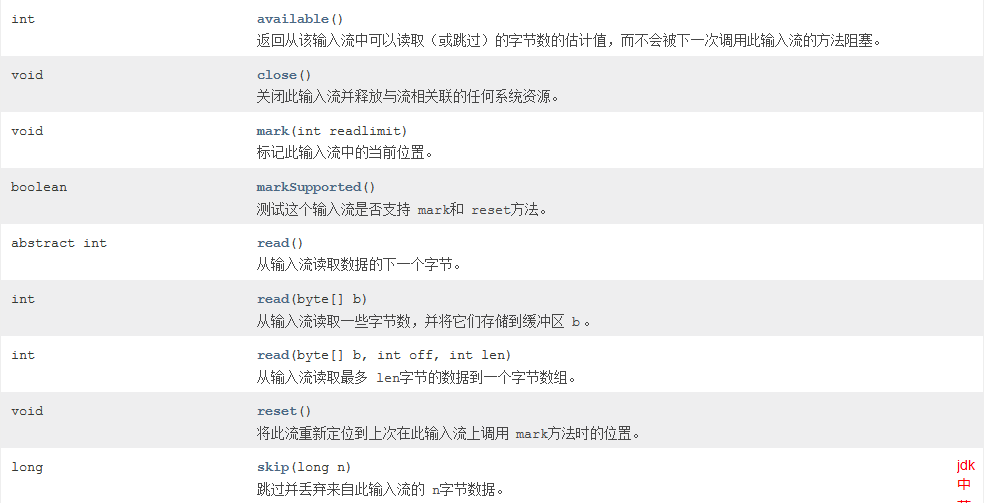 int available()
返回从该输入流中可以读取（或跳过）的字节数的估计值，而不会被下一次调用此输入流的方法阻塞。
void close()
关闭此输入流并释放与流相关联的任何系统资源。
void mark(int readlimit)
标记此输入流中的当前位置。
boolean markSupported()
测试这个输入流是否支持 mark和 reset方法。
abstract int read()
从输入流读取数据的下一个字节。
int read(byte[] b)
从输入流读取一些字节数，并将它们存储到缓冲区 b 。
int read(byte[] b, int off, int len)
从输入流读取最多 len字节的数据到一个字节数组。
void reset()
将此流重新定位到上次在此输入流上调用 mark方法时的位置。
long skip(long n)
跳过并丢弃来自此输入流的 n字节数据。
jdk
中